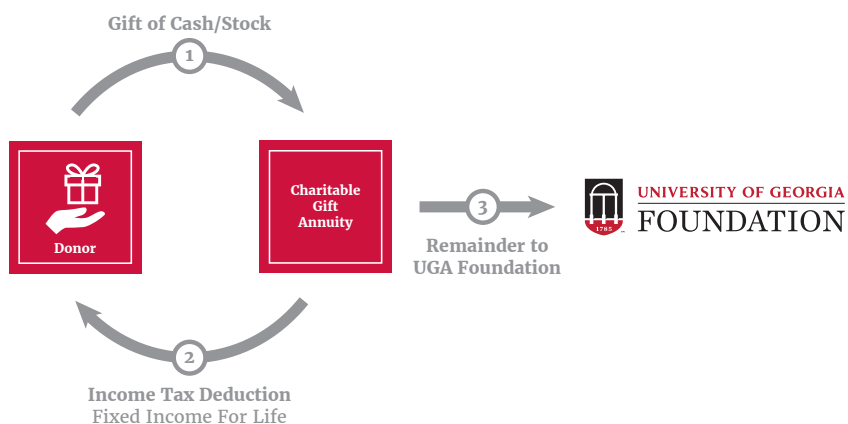 Gift of Cash/Stock
1
Donor
Charitable
Gift
Annuity
3
Remainder to
UGA Foundation
UNIVERSITY OF GEORGIA
FOUNDATION
1785
2
Income Tax Deduction
Fixed Income For Life